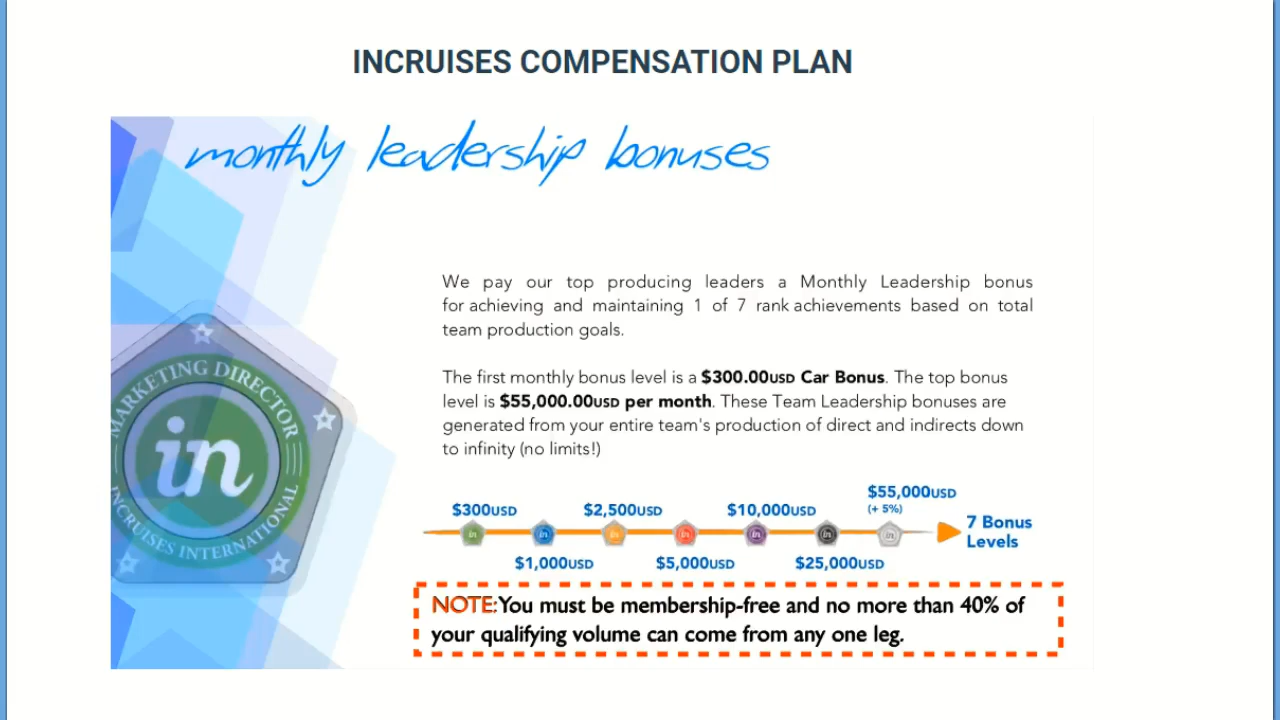 INCRUISES COMPENSATION PLAN
monthly leadership bonuses
We pay our top producing leaders a Monthly Leadership bonus
for achieving and maintaining 1 of 7 rank achievements based on total
team production goals.
The first monthly bonus level is a $300.00USD Car Bonus. The top bonus
level is $55,000.00USD per month. These Team Leadership bonuses are
generated from your entire team's production of direct and indirects down
to infinity (no limits!)
MARKETING DIRECTOR
in
INCRUISES INTERNATIONAL
$300USD
$2,500USD
$10,000USD
$55,000USD
(+ 5%)
7 Bonus
Levels
$1,000USD
$5,000USD
$25,000USD
NOTE:You must be membership-free and no more than 40% of
your qualifying volume can come from any one leg.